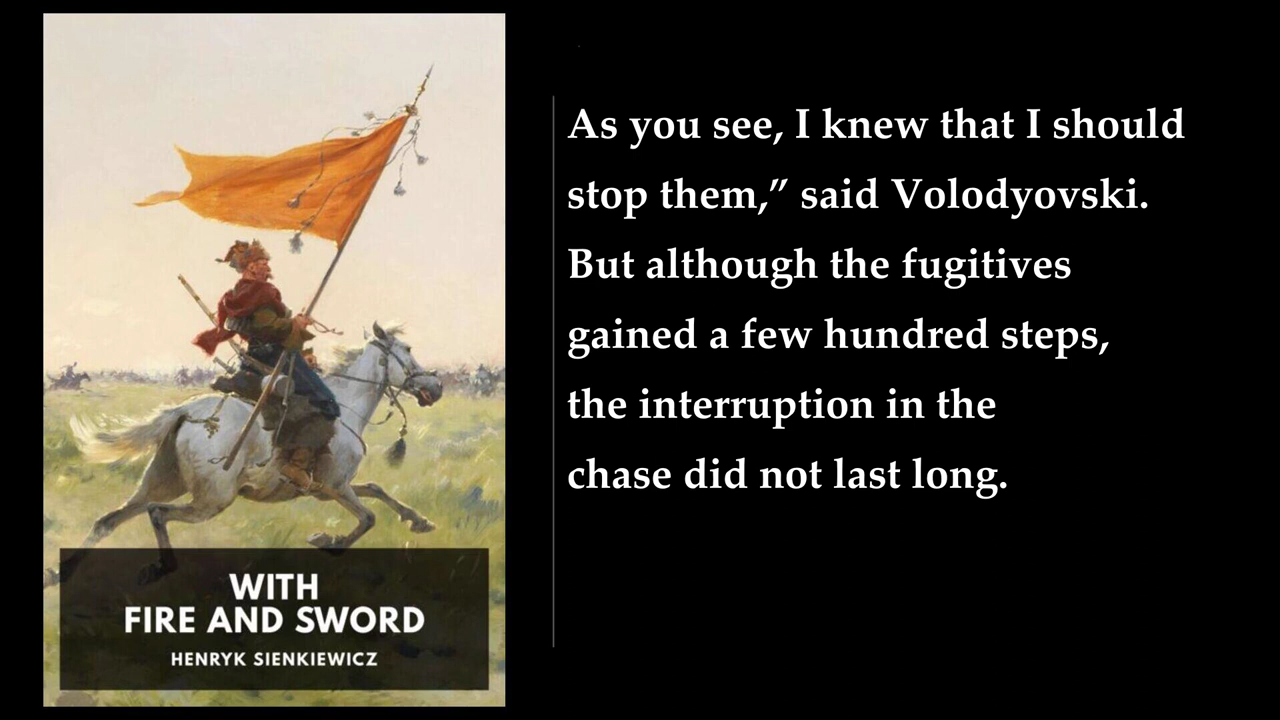 As you see, I knew that I should
stop them,” said Volodyovski.
But although the fugitives
gained a few hundred steps,
the interruption in the
chase did not last long.
WITH
FIRE AND SWORD
HENRYK SIENKIEWICZ